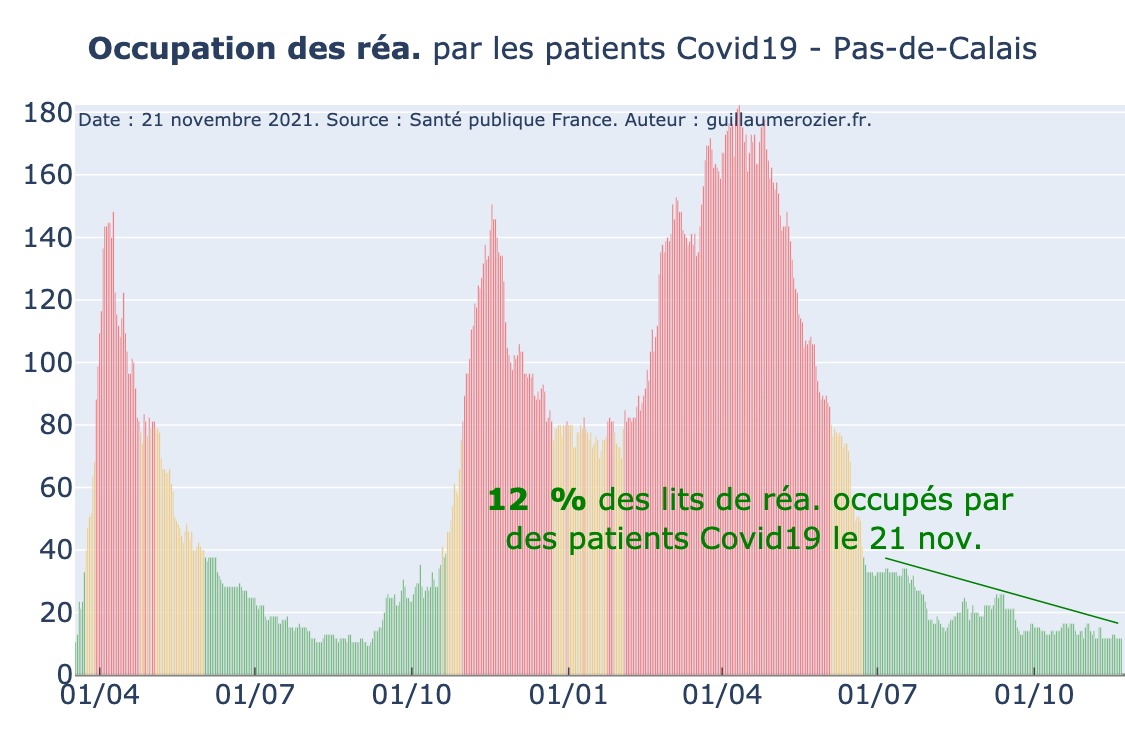 Occupation des réa. par les patients Covid19 - Pas-de-Calais
180
Date : 21 novembre 2021. Source : Santé publique France. Auteur : guillaumerozier.fr.
160
140
120
100
80
60
12 % des lits de réa. occupés par
des patients Covid19 le 21 nov.
40
20
0
01/04 01/07 01/10 01/01 01/04 01/07 01/10